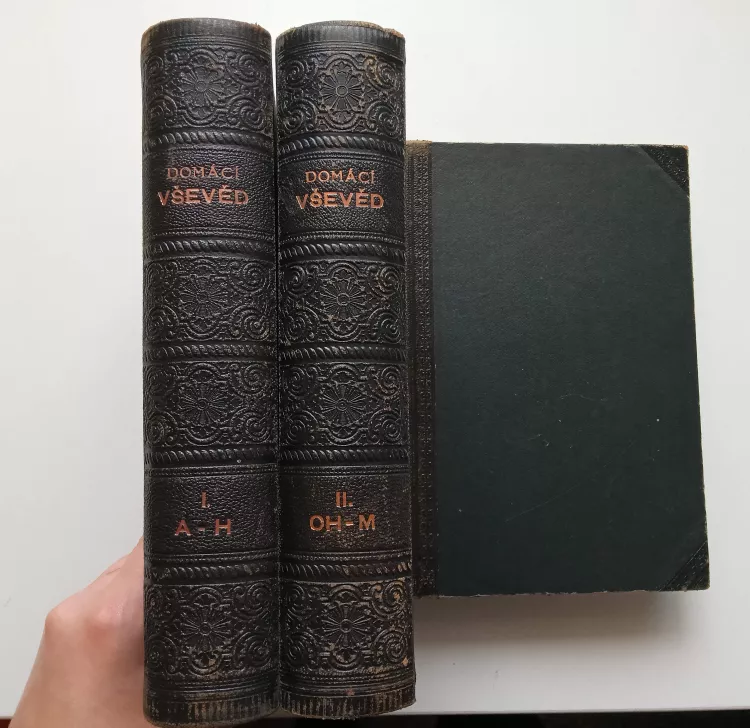 DOMÁCÍ
VŠEVĚD
I.
A-H
DOMÁCÍ
VŠEVĚD
II.
OH-M